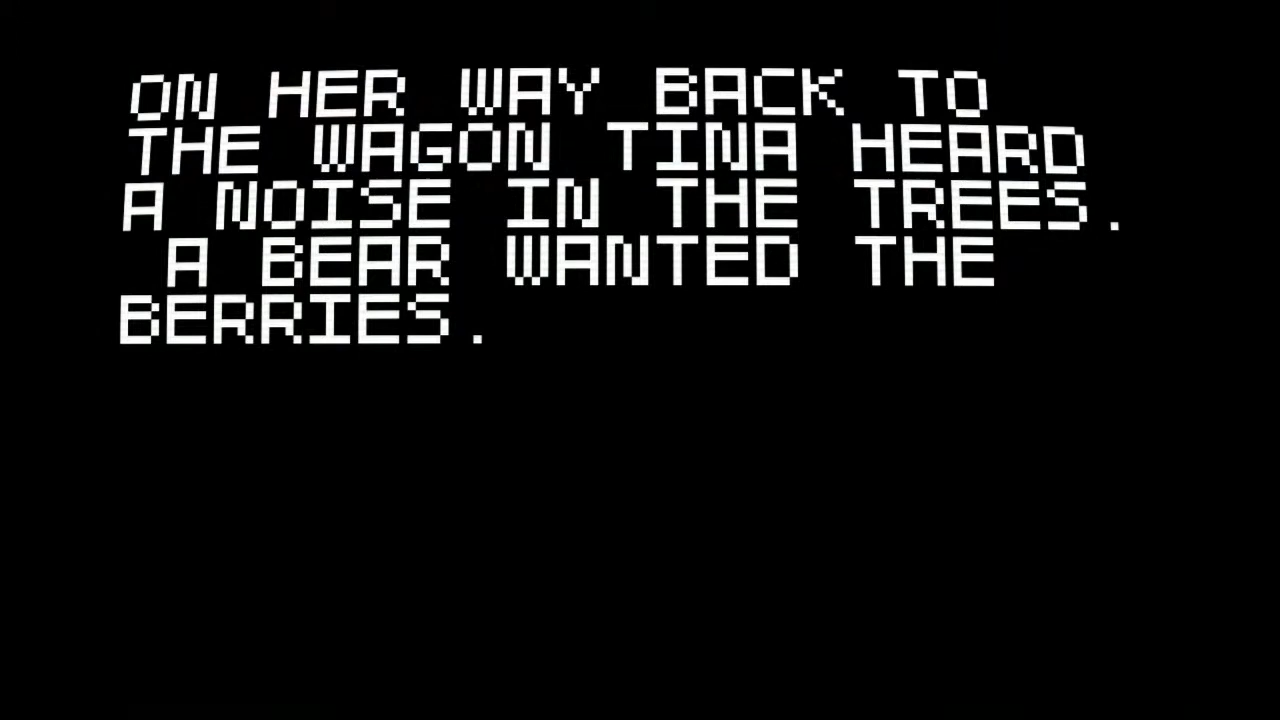 ON HER WAY BACK TO
THE WAGON TINA HEARD
A NOISE IN THE TREES.
A BEAR WANTED THE
BERRIES.